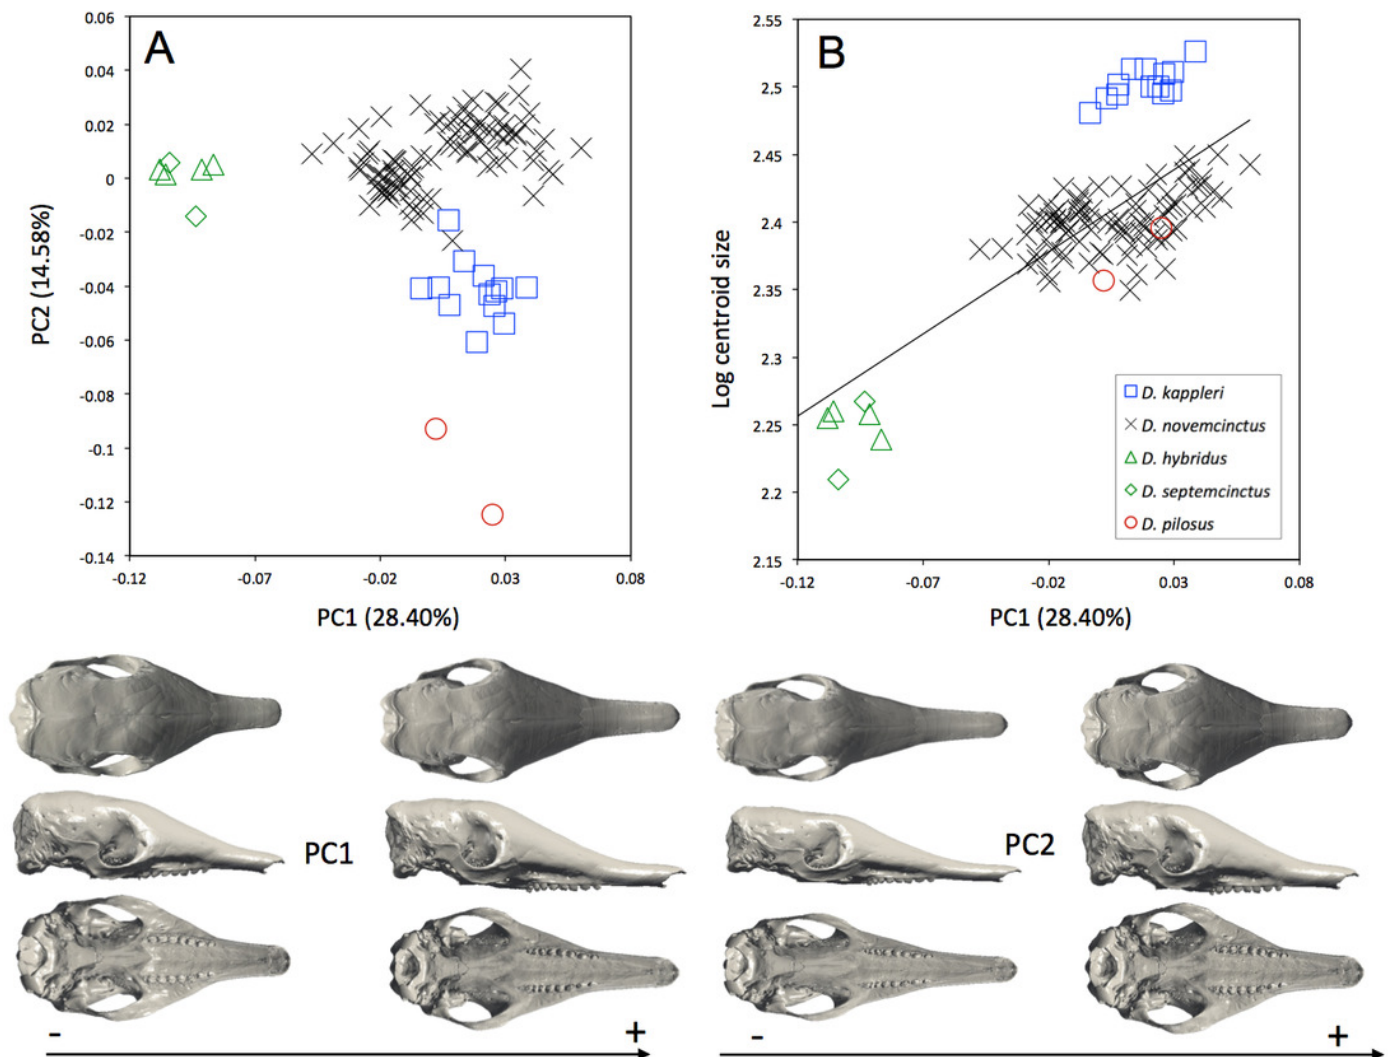 A
0.06
0.04
0.02
0
-0.02
-0.04
-0.06
-0.08
-0.1
-0.12
-0.14
-0.12
-0.07
-0.02
0.03
0.08
PC2 (14.58%)
PC1 (28.40%)
B
2.55
2.5
2.45
2.4
2.35
2.3
2.25
2.2
2.15
-0.12
-0.07
-0.02
0.03
0.08
Log centroid size
PC1 (28.40%)
D. kappleri
D. novemcinctus
D. hybridus
D. septemcinctus
D. pilosus
PC1
PC2
- +
- +